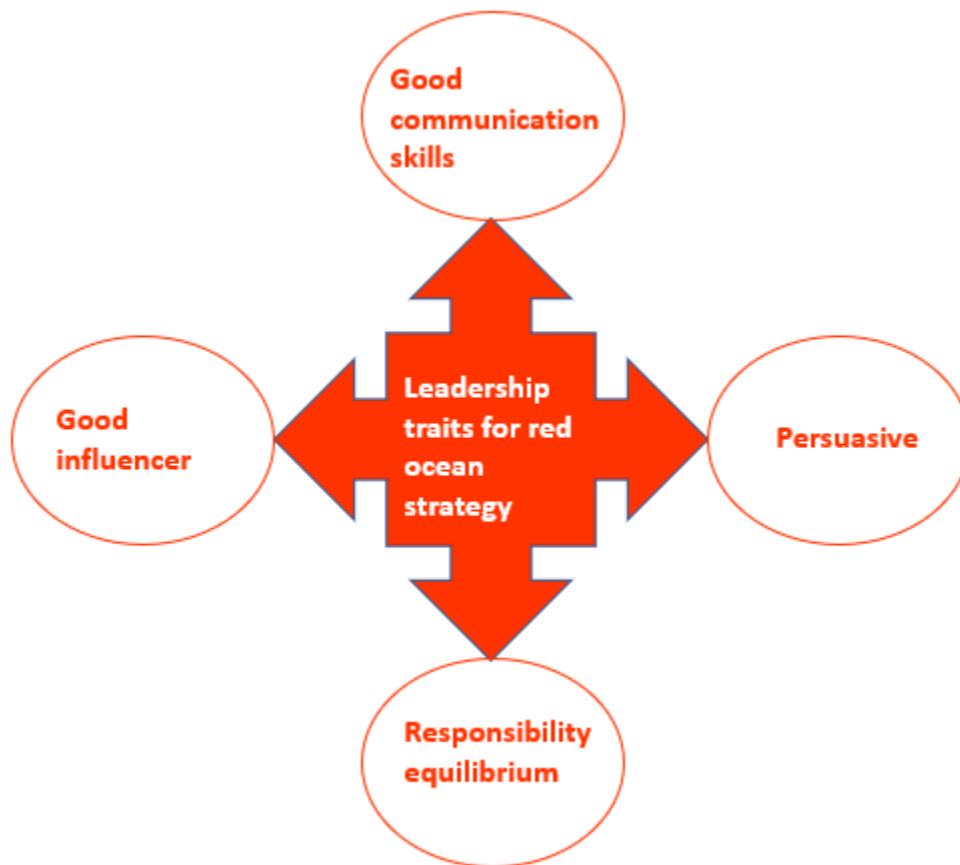 Good
communication
skills
Good
influencer
Leadership
traits for red
ocean
strategy
Persuasive
Responsibility
equilibrium